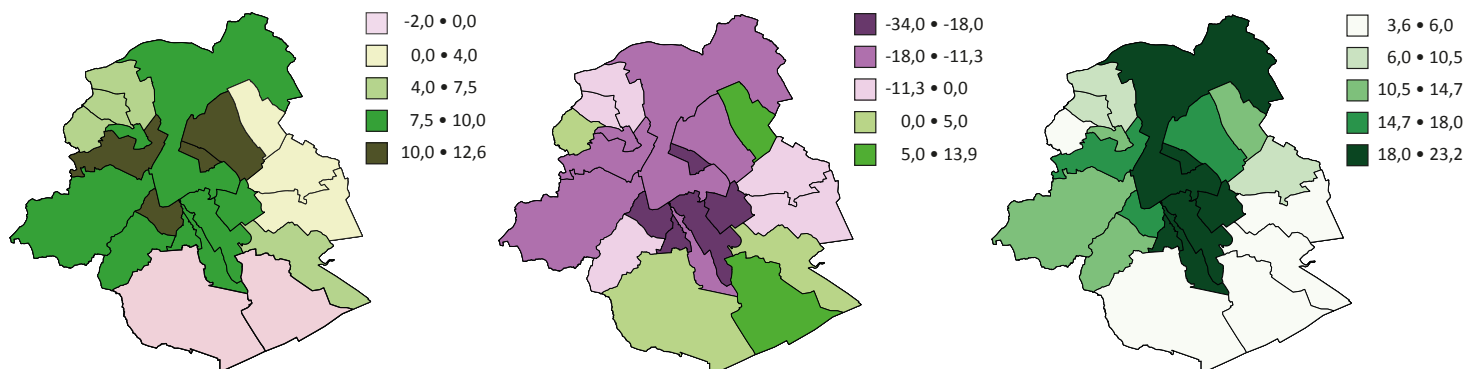 -2,0 • 0,0
0,0 • 4,0
4,0 • 7,5
7,5 • 10,0
10,0 • 12,6
-34,0 • -18,0
-18,0 • -11,3
-11,3 • 0,0
0,0 • 5,0
5,0 • 13,9
3,6 • 6,0
6,0 • 10,5
10,5 • 14,7
14,7 • 18,0
18,0 • 23,2